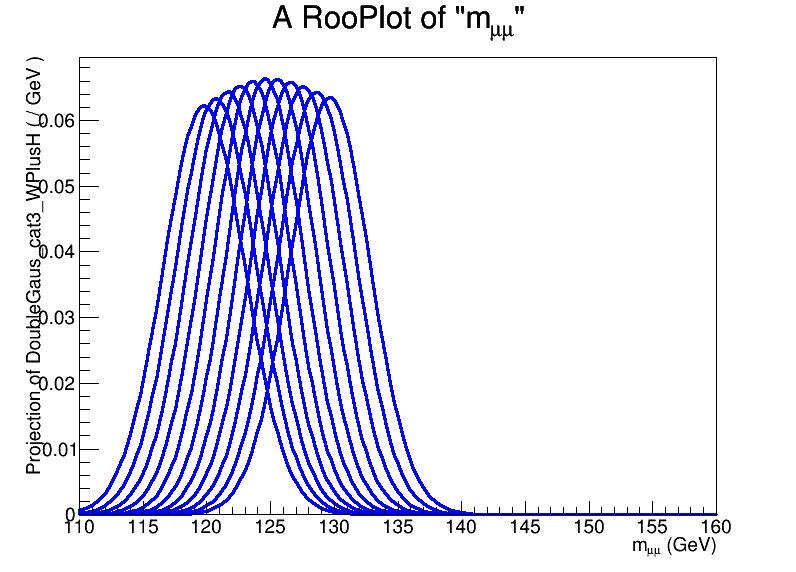 A RooPlot of "mμμ"
Projection of DoubleGaus_cat3_WPlusH ( / GeV )
0.06
0.05
0.04
0.03
0.02
0.01
0
110 115 120 125 130 135 140 145 150 155 160
mμμ (GeV)